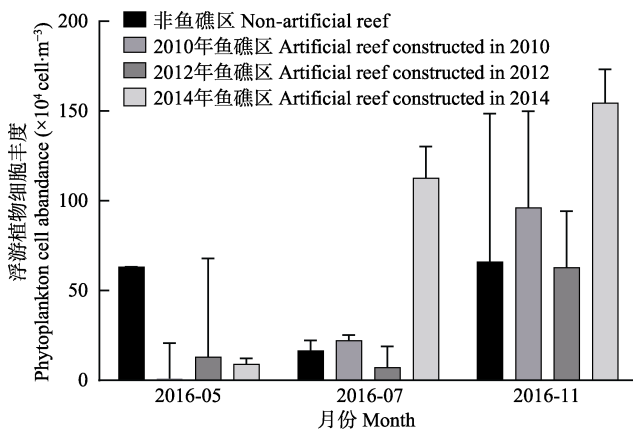 200
150
100
50
0
浮游植物细胞丰度
Phytoplankton cell abandance (×10⁴ cell·m⁻³)
非鱼礁区 Non-artificial reef
2010年鱼礁区 Artificial reef constructed in 2010
2012年鱼礁区 Artificial reef constructed in 2012
2014年鱼礁区 Artificial reef constructed in 2014
2016-05 2016-07 2016-11
月份 Month